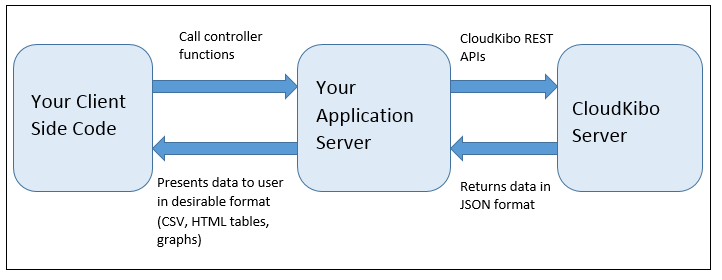 Call controller
functions
CloudKibo REST
APIs
Your Client
Side Code
Your
Application
Server
CloudKibo
Server
Presents data to user
in desirable format
(CSV, HTML tables,
graphs)
Returns data in
JSON format